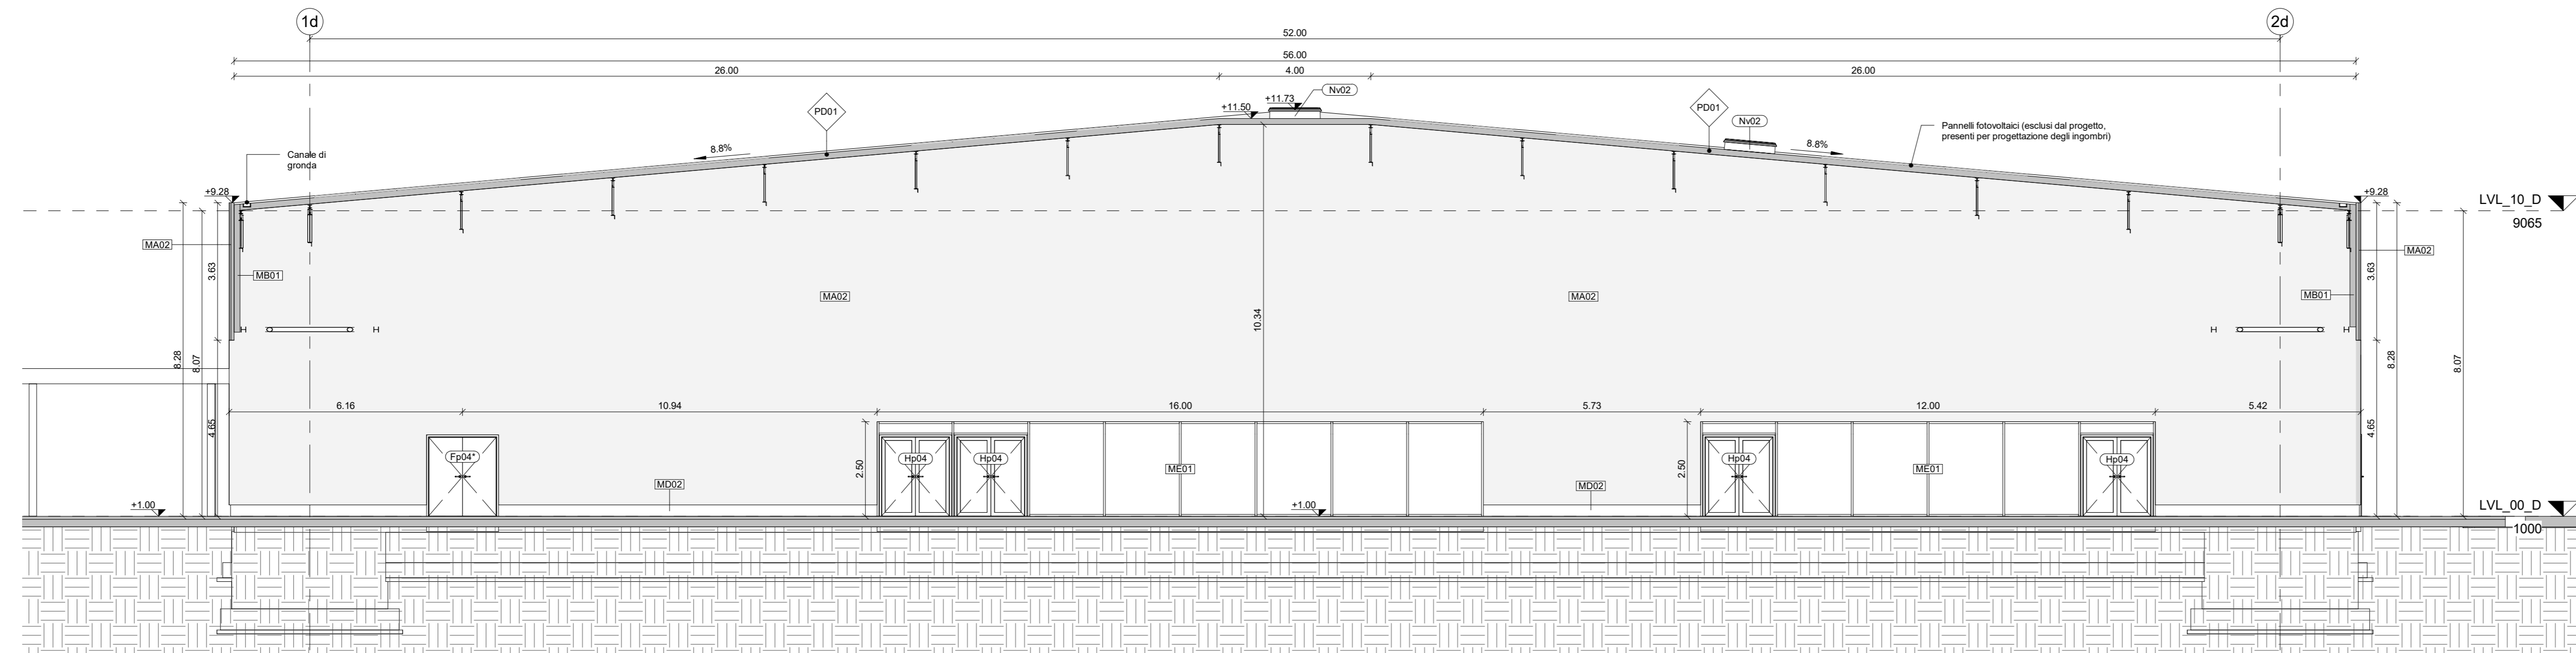 1d
2d
52.00
56.00
26.00
4.00
26.00
Nv02
+11.73
+11.50
PD01
PD01
Nv02
Pannelli fotovoltaici (esclusi dal progetto,
presenti per progettazione degli ingombri)
8.8%
8.8%
Canale di
gronda
+9.28
+9.28
LVL_10_D
9065
MA02
MA02
MB01
MB01
3.63
3.63
MA02
MA02
10.34
H
H
H
H
8.28
8.07
8.28
8.07
6.16
10.94
16.00
5.73
12.00
5.42
4.65
4.65
Fp04*
Hp04
Hp04
Hp04
Hp04
2.50
2.50
ME01
ME01
MD02
MD02
+1.00
+1.00
LVL_00_D
1000